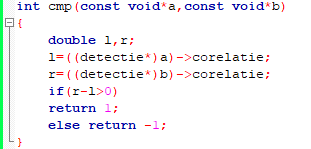 int cmp(const void*a,const void*b)
{
double l,r;
l=((detectie*)a)->corelatie;
r=((detectie*)b)->corelatie;
if(r-l>0)
return 1;
else return -1;
}